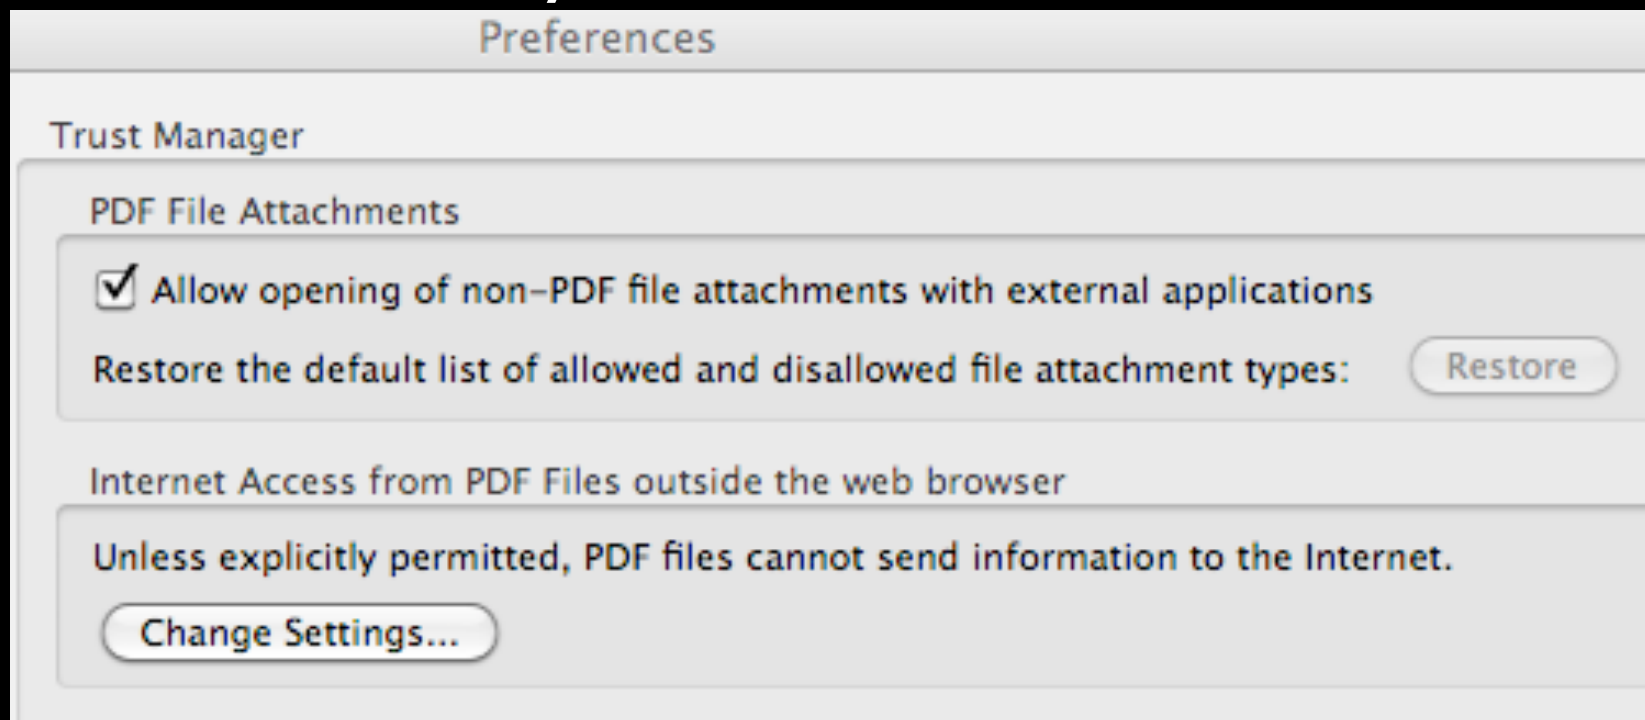 Preferences
Trust Manager
PDF File Attachments
Allow opening of non-PDF file attachments with external applications
Restore the default list of allowed and disallowed file attachment types: Restore
Internet Access from PDF Files outside the web browser
Unless explicitly permitted, PDF files cannot send information to the Internet.
Change Settings...